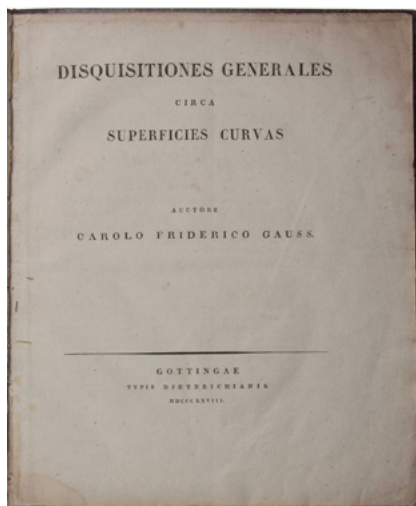 DISQUISITIONES GENERALES
CIRCA
SUPERFICIES CURVAS
AUCTORE
CAROLO FRIDERICO GAUSS.
GOTTINGAE
TYPIS DIETERICHIANIS
MDCCCXXVIII.